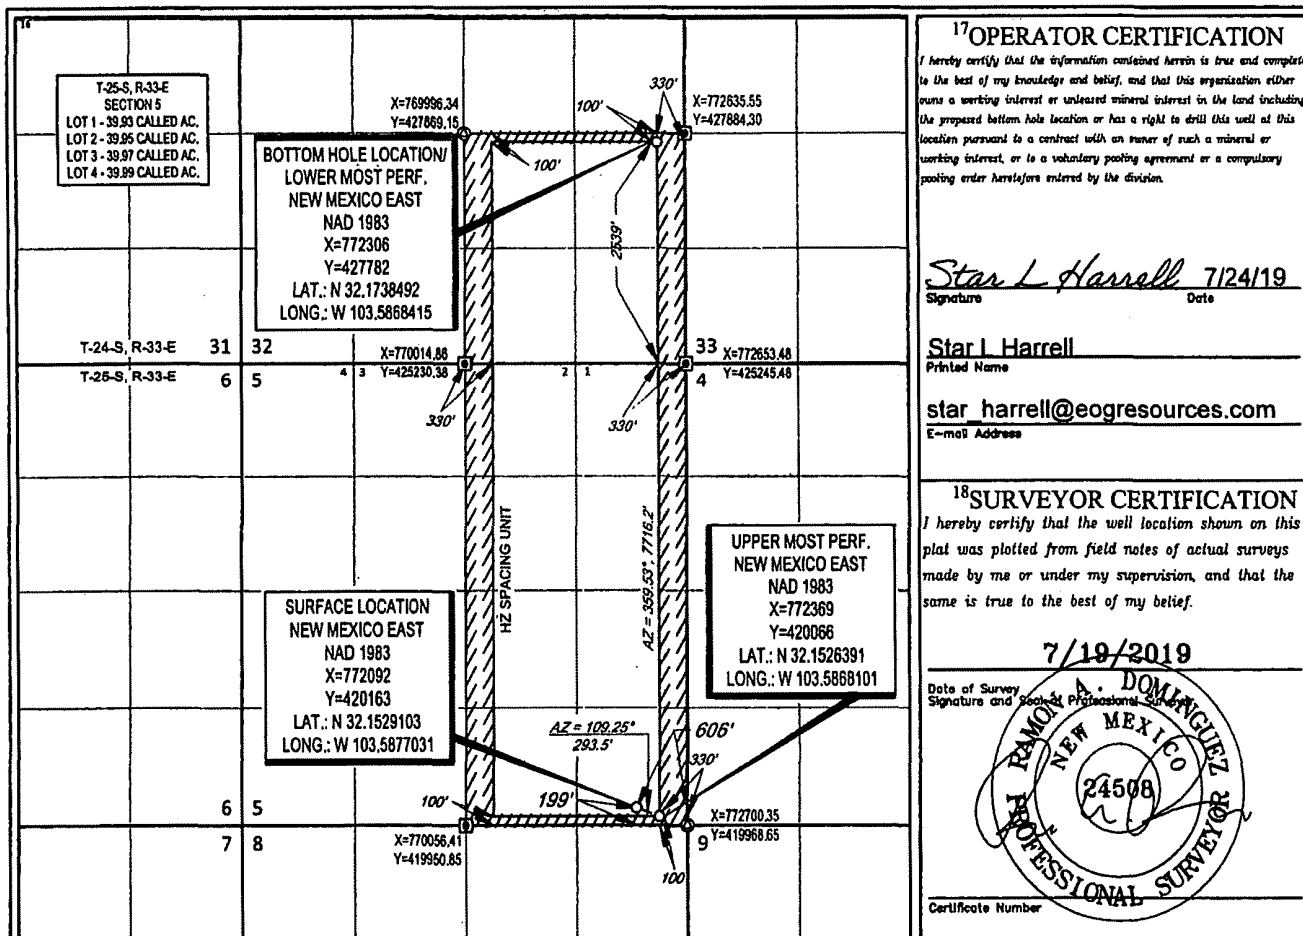 16
T-25-S, R-33-E
SECTION 5
LOT 1 - 39.93 CALLED AC.
LOT 2 - 39.95 CALLED AC.
LOT 3 - 39.97 CALLED AC.
LOT 4 - 39.99 CALLED AC.
X=769996.34
Y=427869.15
100'
330'
X=772635.55
Y=427884.30
100'
BOTTOM HOLE LOCATION/
LOWER MOST PERF.
NEW MEXICO EAST
NAD 1983
X=772306
Y=427782
LAT.: N 32.1738492
LONG.: W 103.5868415
2539'
T-24-S, R-33-E 31 32
T-25-S, R-33-E 6 5
X=770014.88
Y=425230.38
4 3
2 1
33
4
X=772653.48
Y=425245.48
330'
330'
HZ SPACING UNIT
AZ = 359.53°, 7716.2'
UPPER MOST PERF.
NEW MEXICO EAST
NAD 1983
X=772369
Y=420066
LAT.: N 32.1526391
LONG.: W 103.5868101
SURFACE LOCATION
NEW MEXICO EAST
NAD 1983
X=772092
Y=420163
LAT.: N 32.1529103
LONG.: W 103.5877031
AZ = 109.25°
293.5'
606'
330'
100'
199'
6 5
7 8
X=770056.41
Y=419950.85
X=772700.35
Y=419968.65
9
100
17 OPERATOR CERTIFICATION
I hereby certify that the information contained herein is true and complete
to the best of my knowledge and belief, and that this organization either
owns a working interest or unleased mineral interest in the land including
the proposed bottom hole location or has a right to drill this well at this
location pursuant to a contract with an owner of such a mineral or
working interest, or to a voluntary pooling agreement or a compulsory
pooling order heretofore entered by the division.
Star L Harrell 7/24/19
Signature Date
Star L Harrell
Printed Name
star_harrell@eogresources.com
E-mail Address
18 SURVEYOR CERTIFICATION
I hereby certify that the well location shown on this
plat was plotted from field notes of actual surveys
made by me or under my supervision, and that the
same is true to the best of my belief.
7/19/2019
Date of Survey
Signature and Seal of Professional Surveyor
RAMON A. DOMINGUEZ
NEW MEXICO
24508
PROFESSIONAL SURVEYOR
Certificate Number